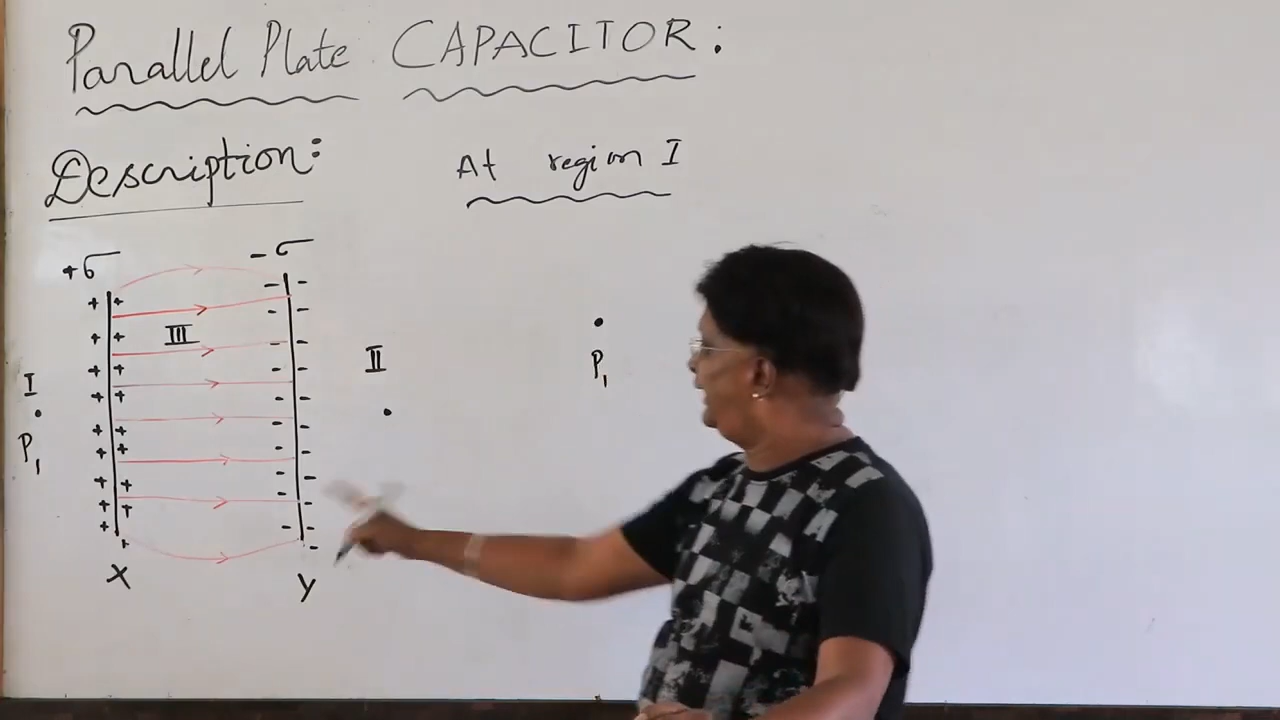 Parallel Plate CAPACITOR:
Description:
At region I
+σ
-σ
III
II
I
P1
P1
X
Y